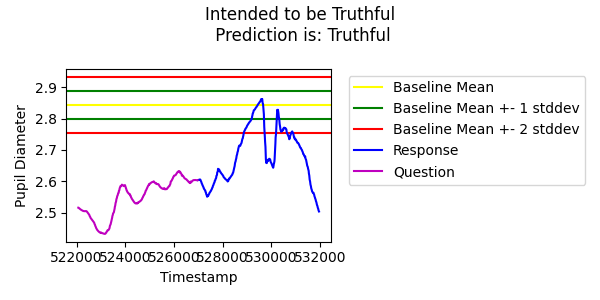 Intended to be Truthful
Prediction is: Truthful
Pupil Diameter
2.9
2.8
2.7
2.6
2.5
522000
524000
526000
528000
530000
532000
Timestamp
Baseline Mean
Baseline Mean +- 1 stddev
Baseline Mean +- 2 stddev
Response
Question